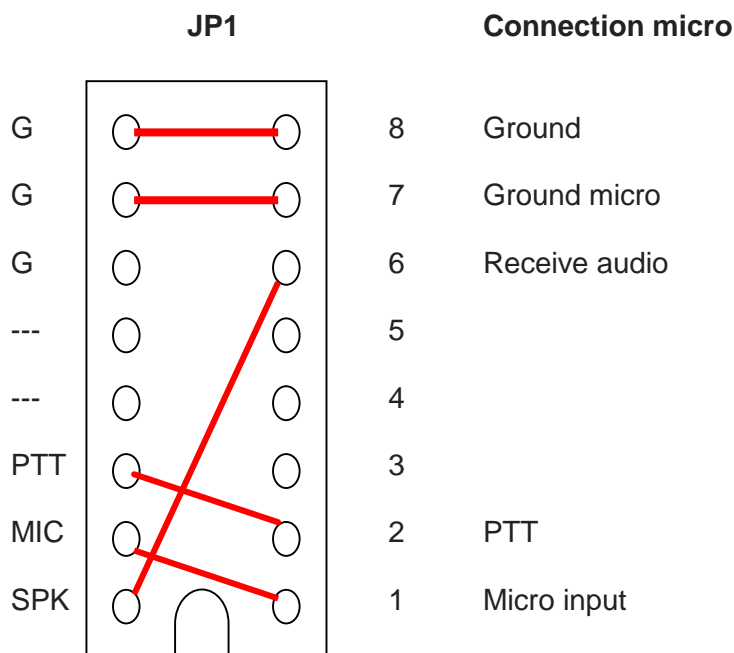 JP1 Connection micro
G 8 Ground
G 7 Ground micro
G 6 Receive audio
--- 5
--- 4
PTT 3
MIC 2 PTT
SPK 1 Micro input